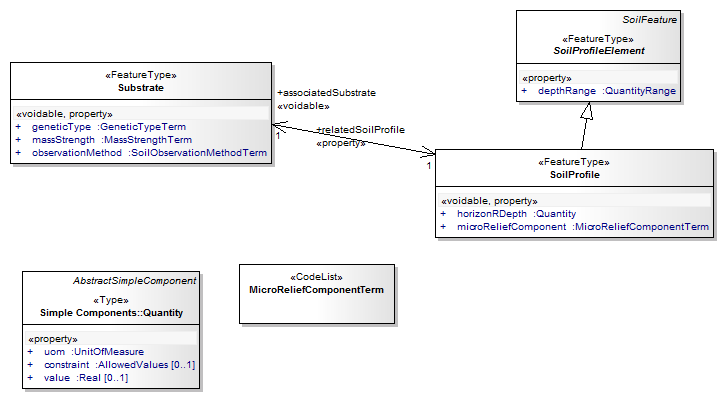 SoilFeature
«FeatureType»
SoilProfileElement
«property»
+ depthRange :QuantityRange
«FeatureType»
Substrate
«voidable, property»
+ geneticType :GeneticTypeTerm
+ massStrength :MassStrengthTerm
+ observationMethod :SoilObservationMethodTerm
+associatedSubstrate
«voidable»
1
+relatedSoilProfile
«property»
1
«FeatureType»
SoilProfile
«voidable, property»
+ horizonRDepth :Quantity
+ microReliefComponent :MicroReliefComponentTerm
AbstractSimpleComponent
«Type»
Simple Components::Quantity
«property»
+ uom :UnitOfMeasure
+ constraint :AllowedValues [0..1]
+ value :Real [0..1]
«CodeList»
MicroReliefComponentTerm